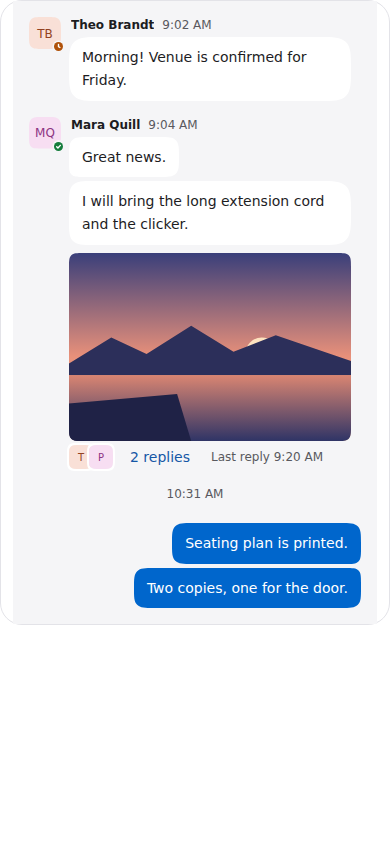 TB
Theo Brandt 9:02 AM
Morning! Venue is confirmed for
Friday.
MQ
Mara Quill 9:04 AM
Great news.
I will bring the long extension cord
and the clicker.
T P 2 replies Last reply 9:20 AM
10:31 AM
Seating plan is printed.
Two copies, one for the door.